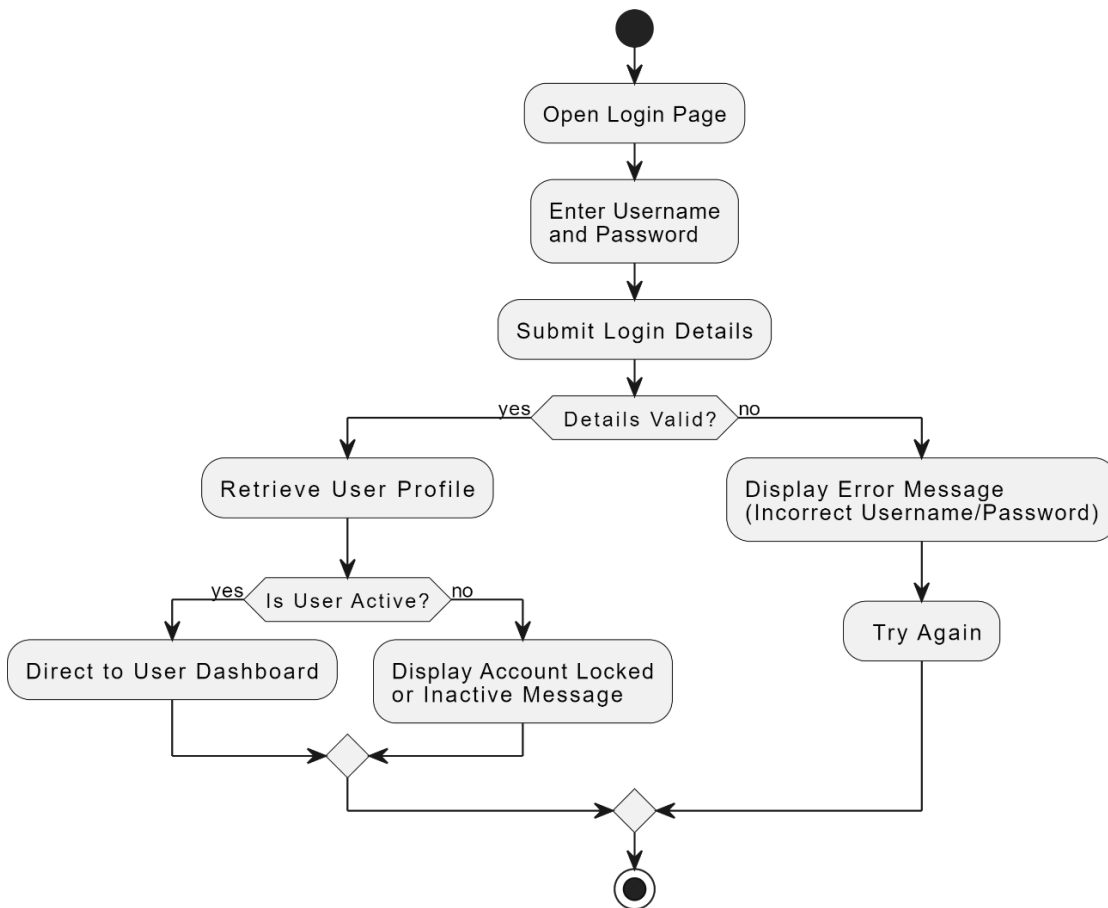 Open Login Page
Enter Username
and Password
Submit Login Details
yes
Details Valid?
no
Retrieve User Profile
Display Error Message
(Incorrect Username/Password)
yes
Is User Active?
no
Try Again
Direct to User Dashboard
Display Account Locked
or Inactive Message